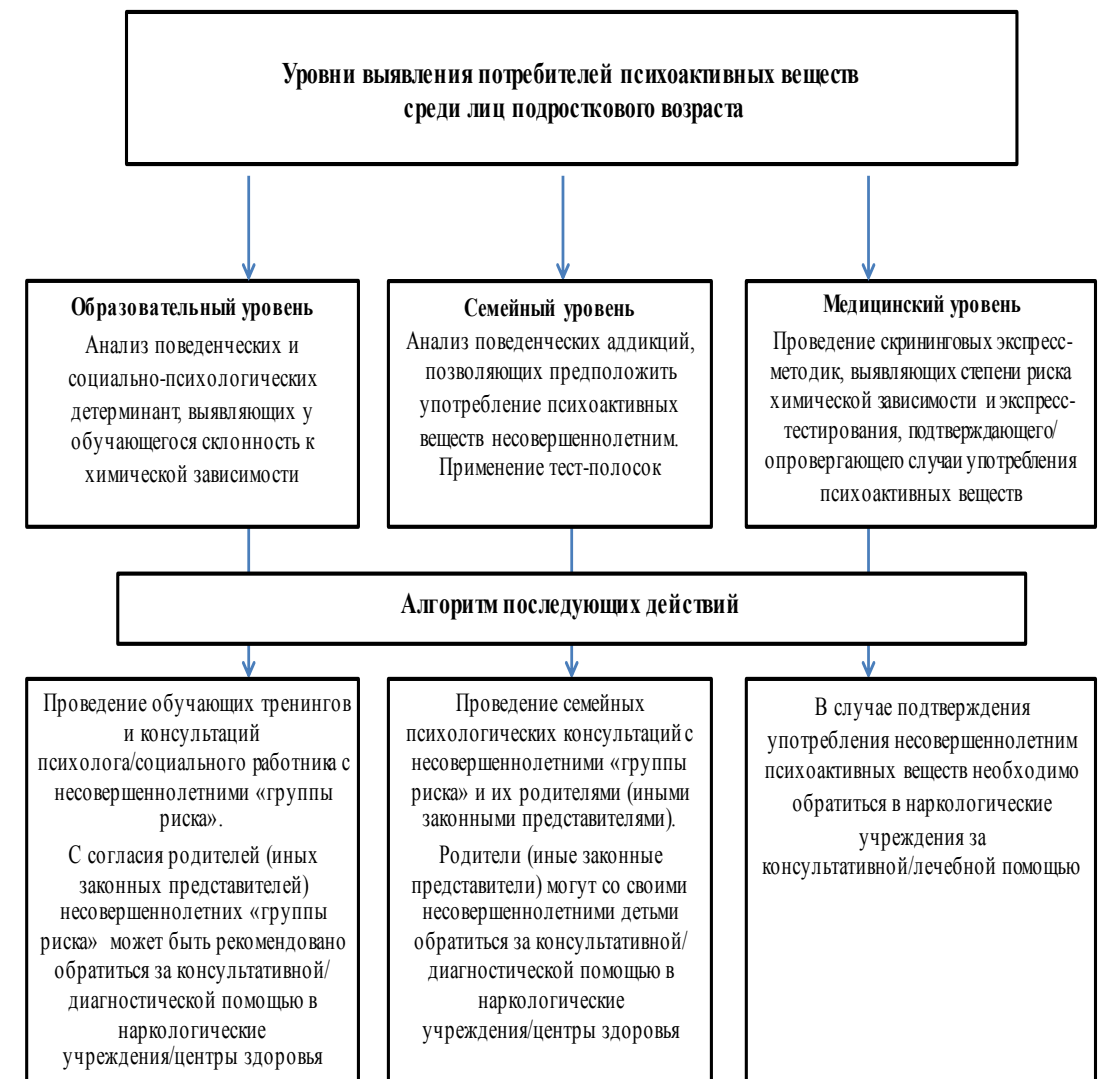 Уровни выявления потребителей психоактивных веществ
среди лиц подросткового возраста
Образовательный уровень
Анализ поведенческих и
социально-психологических
детерминант, выявляющих у
обучающегося склонность к
химической зависимости
Семейный уровень
Анализ поведенческих аддикций,
позволяющих предположить
употребление психоактивных
веществ несовершеннолетним.
Применение тест-полосок
Медицинский уровень
Проведение скрининговых экспресс-
методик, выявляющих степени риска
химической зависимости и экспресс-
тестирования, подтверждающего/
опровергающего случаи употребления
психоактивных веществ
Алгоритм последующих действий
Проведение обучающих тренингов
и консультаций
психолога/социального работника с
несовершеннолетними «группы
риска».
С согласия родителей (иных
законных представителей)
несовершеннолетних «группы
риска» может быть рекомендовано
обратиться за консультативной/
диагностической помощью в
наркологические
учреждения/центры здоровья
Проведение семейных
психологических консультаций с
несовершеннолетними «группы
риска» и их родителями (иными
законными представителями).
Родители (иные законные
представители) могут со своими
несовершеннолетними детьми
обратиться за консультативной/
диагностической помощью в
наркологические
учреждения/центры здоровья
В случае подтверждения
употребления несовершеннолетним
психоактивных веществ необходимо
обратиться в наркологические
учреждения за
консультативной/лечебной помощью